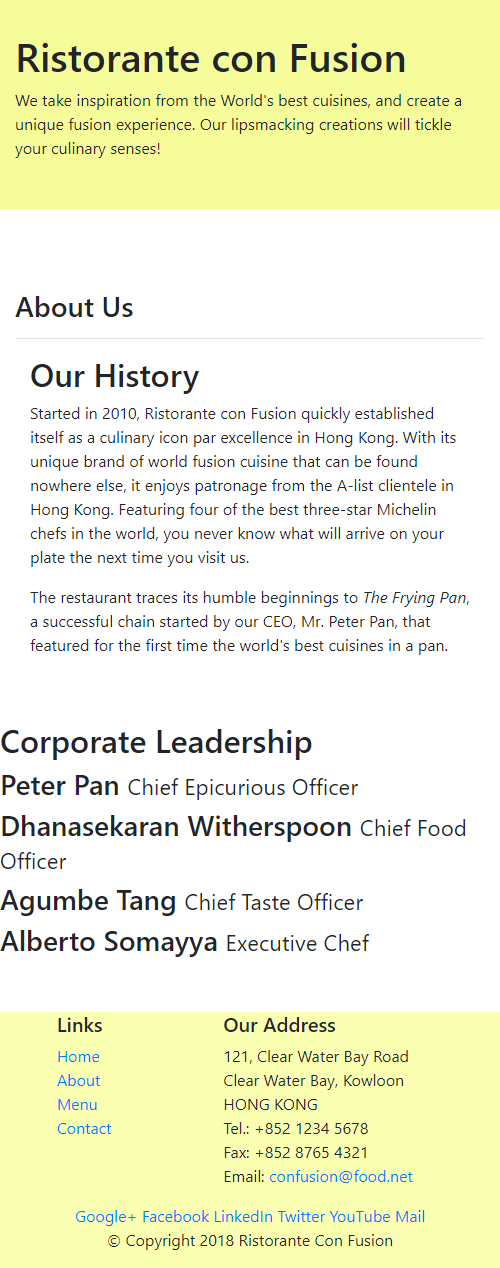 Ristorante con Fusion
We take inspiration from the World's best cuisines, and create a
unique fusion experience. Our lipsmacking creations will tickle
your culinary senses!
About Us
Our History
Started in 2010, Ristorante con Fusion quickly established
itself as a culinary icon par excellence in Hong Kong. With its
unique brand of world fusion cuisine that can be found
nowhere else, it enjoys patronage from the A-list clientele in
Hong Kong. Featuring four of the best three-star Michelin
chefs in the world, you never know what will arrive on your
plate the next time you visit us.
The restaurant traces its humble beginnings to The Frying Pan,
a successful chain started by our CEO, Mr. Peter Pan, that
featured for the first time the world's best cuisines in a pan.
Corporate Leadership
Peter Pan Chief Epicurious Officer
Dhanasekaran Witherspoon Chief Food
Officer
Agumbe Tang Chief Taste Officer
Alberto Somayya Executive Chef
Links
Home
About
Menu
Contact
Our Address
121, Clear Water Bay Road
Clear Water Bay, Kowloon
HONG KONG
Tel.: +852 1234 5678
Fax: +852 8765 4321
Email: confusion@food.net
Google+ Facebook LinkedIn Twitter YouTube Mail
© Copyright 2018 Ristorante Con Fusion